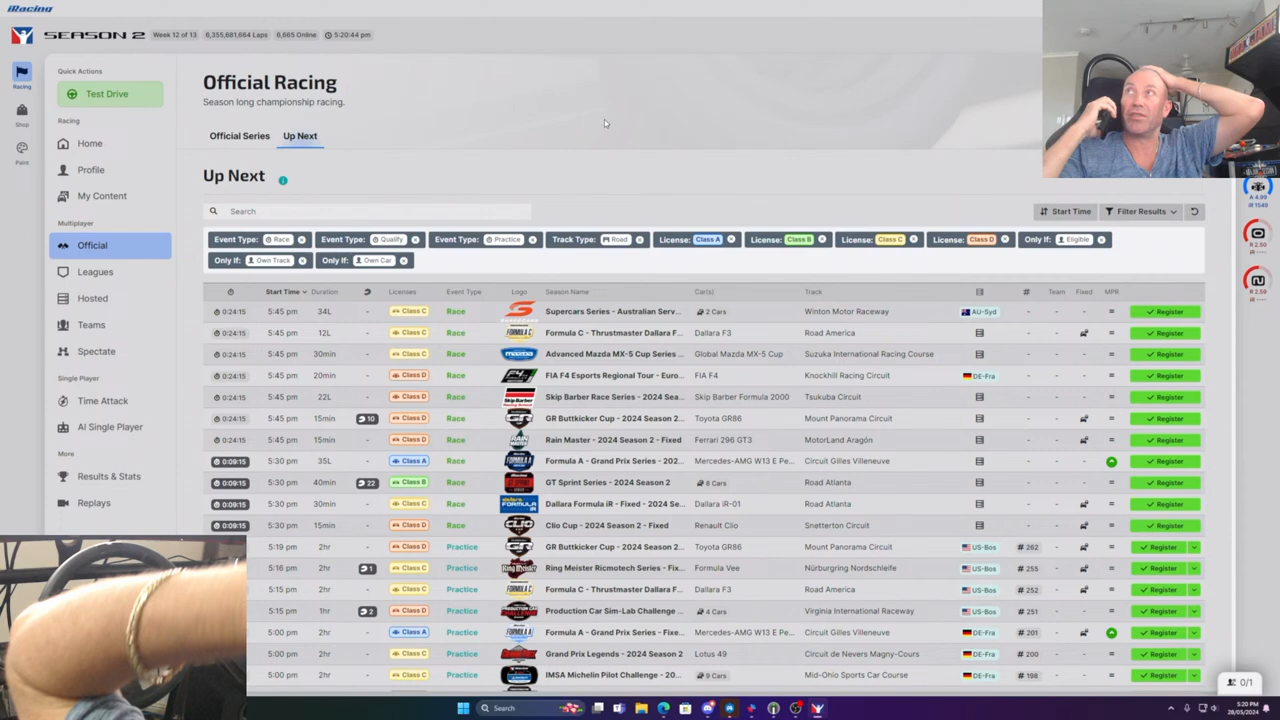 iRacing
SEASON 2 Week 12 of 13 6,355,681,664 Laps 6,665 Online 5:20:44 pm
Racing
Shop
Paint
Quick Actions
Test Drive
Racing
Home
Profile
My Content
Multiplayer
Official
Leagues
Hosted
Teams
Spectate
Single Player
Time Attack
AI Single Player
More
Results & Stats
Replays
Official Racing
Season long championship racing.
Official Series Up Next
Up Next
Search Start Time Filter Results
Event Type: Race Event Type: Qualify Event Type: Practice Track Type: Road License: Class A License: Class B License: Class C License: Class D Only If: Eligible
Only If: Own Track Only If: Own Car
Start Time Duration Licenses Event Type Logo Season Name Car(s) Track # Team Fixed MPR
0:24:15 5:45 pm 34L - Class C Race Supercars Series - Australian Serv... 2 Cars Winton Motor Raceway AU-Syd - - = Register
0:24:15 5:45 pm 12L - Class C Race Formula C - Thrustmaster Dallara F... Dallara F3 Road America - = Register
0:24:15 5:45 pm 30min - Class C Race Advanced Mazda MX-5 Cup Series ... Global Mazda MX-5 Cup Suzuka International Racing Course - - = Register
0:24:15 5:45 pm 20min - Class D Race FIA F4 Esports Regional Tour - Euro... FIA F4 Knockhill Racing Circuit DE-Fra - - = Register
0:24:15 5:45 pm 22L - Class D Race Skip Barber Race Series - 2024 Sea... Skip Barber Formula 2000 Tsukuba Circuit - - = Register
0:24:15 5:45 pm 15min 10 Class D Race GR Buttkicker Cup - 2024 Season 2... Toyota GR86 Mount Panorama Circuit - = Register
0:24:15 5:45 pm 15min - Class D Race Rain Master - 2024 Season 2 - Fixed Ferrari 296 GT3 MotorLand Aragón - = Register
0:09:15 5:30 pm 35L - Class A Race Formula A - Grand Prix Series - 202... Mercedes-AMG W13 E Pe... Circuit Gilles Villeneuve - - Register
0:09:15 5:30 pm 40min 22 Class B Race GT Sprint Series - 2024 Season 2 8 Cars Road Atlanta - - = Register
0:09:15 5:30 pm 30min - Class C Race Dallara Formula iR - Fixed - 2024 Se... Dallara iR-01 Road Atlanta - = Register
0:09:15 5:30 pm 15min - Class D Race Clio Cup - 2024 Season 2 - Fixed Renault Clio Snetterton Circuit - = Register
5:19 pm 2hr - Class D Practice GR Buttkicker Cup - 2024 Season 2... Toyota GR86 Mount Panorama Circuit US-Bos # 262 - = Register
5:16 pm 2hr 1 Class D Practice Ring Meister Ricmotech Series - Fix... Formula Vee Nürburgring Nordschleife US-Bos # 255 - = Register
5:15 pm 2hr - Class C Practice Formula C - Thrustmaster Dallara F... Dallara F3 Road America US-Bos # 252 - = Register
5:15 pm 1hr 2 Class D Practice Production Car Sim-Lab Challenge ... 4 Cars Virginia International Raceway US-Bos # 251 - - = Register
5:00 pm 2hr - Class A Practice Formula A - Grand Prix Series - Fixe... Mercedes-AMG W13 E Pe... Circuit Gilles Villeneuve DE-Fra # 201 - Register
5:00 pm 2hr - Class C Practice Grand Prix Legends - 2024 Season 2 Lotus 49 Circuit de Nevers Magny-Cours DE-Fra # 200 - - = Register
5:00 pm 2hr - Class C Practice IMSA Michelin Pilot Challenge - 20... 9 Cars Mid-Ohio Sports Car Course DE-Fra # 198 - - = Register
A 4.99
iR 1549
R 2.50
iR ---
R 2.59
iR ---
0/1
Search
5:20 PM
28/05/2024